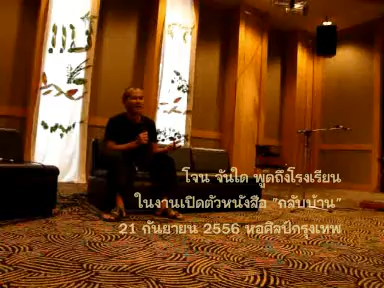 โจน จันใด พูดถึงโรงเรียน
ในงานเปิดตัวหนังสือ "กลับบ้าน"
21 กันยายน 2556 หอศิลป์กรุงเทพ